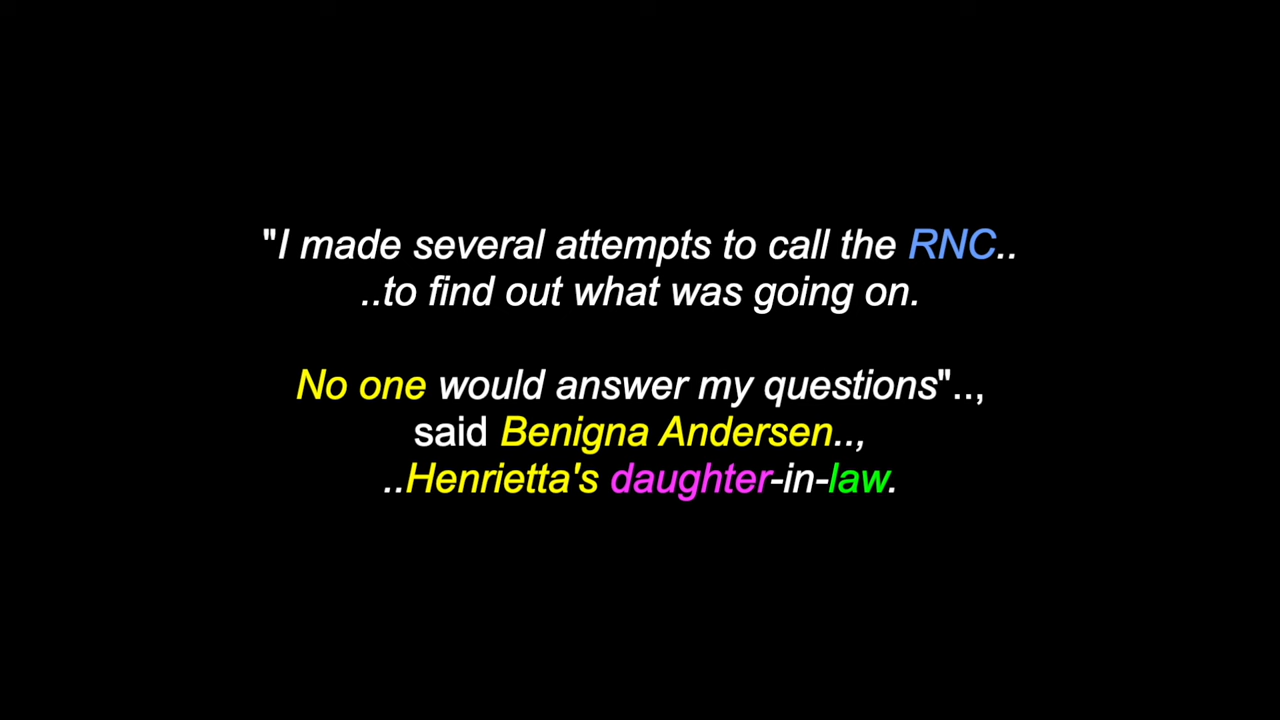 "I made several attempts to call the RNC..
..to find out what was going on.
No one would answer my questions"..,
said Benigna Andersen..,
..Henrietta's daughter-in-law.